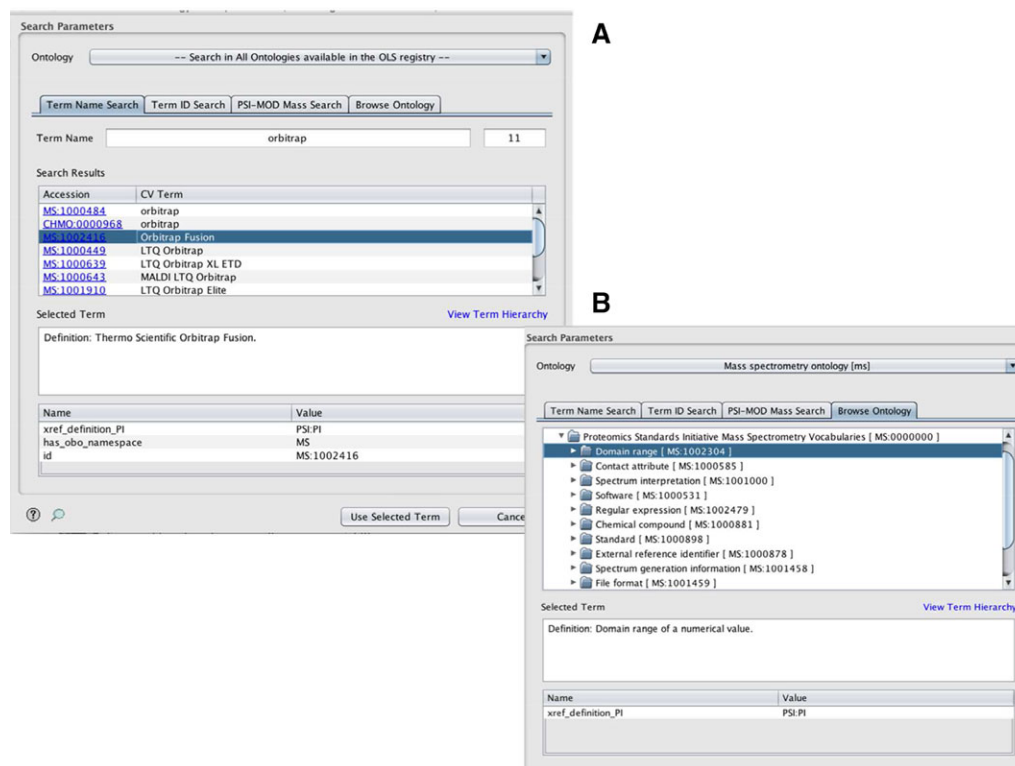 A
Search Parameters
Ontology -- Search in All Ontologies available in the OLS registry --
Term Name Search Term ID Search PSI-MOD Mass Search Browse Ontology
Term Name orbitrap 11
Search Results
Accession CV Term
MS:1000484 orbitrap
CHMO:0000968 orbitrap
MS:1002416 Orbitrap Fusion
MS:1000449 LTQ Orbitrap
MS:1000639 LTQ Orbitrap XL ETD
MS:1000643 MALDI LTQ Orbitrap
MS:1001910 LTQ Orbitrap Elite
Selected Term View Term Hierarchy
Definition: Thermo Scientific Orbitrap Fusion.
Name Value
xref_definition_PI PSI:PI
has_obo_namespace MS
id MS:1002416
Use Selected Term Cance
B
Search Parameters
Ontology Mass spectrometry ontology [ms]
Term Name Search Term ID Search PSI-MOD Mass Search Browse Ontology
Proteomics Standards Initiative Mass Spectrometry Vocabularies [ MS:0000000 ]
Domain range [ MS:1002304 ]
Contact attribute [ MS:1000585 ]
Spectrum interpretation [ MS:1001000 ]
Software [ MS:1000531 ]
Regular expression [ MS:1002479 ]
Chemical compound [ MS:1000881 ]
Standard [ MS:1000898 ]
External reference identifier [ MS:1000878 ]
Spectrum generation information [ MS:1001458 ]
File format [ MS:1001459 ]
Selected Term View Term Hierarchy
Definition: Domain range of a numerical value.
Name Value
xref_definition_PI PSI:PI